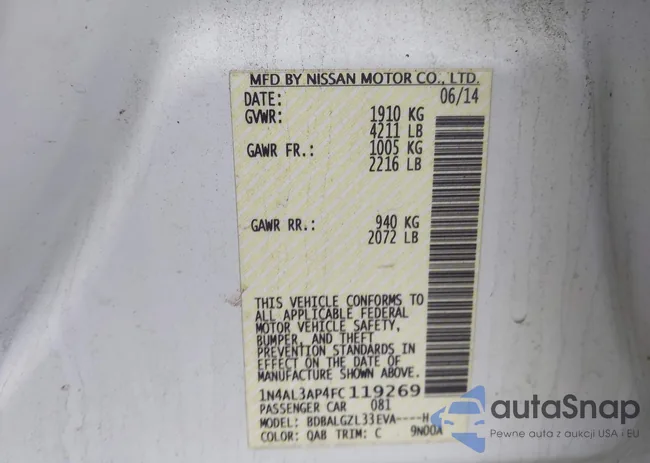 MFD BY NISSAN MOTOR CO., LTD.
DATE: 06/14
GVWR: 1910 KG
4211 LB
GAWR FR.: 1005 KG
2216 LB
GAWR RR.: 940 KG
2072 LB
THIS VEHICLE CONFORMS TO
ALL APPLICABLE FEDERAL
MOTOR VEHICLE SAFETY,
BUMPER, AND THEFT
PREVENTION STANDARDS IN
EFFECT ON THE DATE OF
MANUFACTURE SHOWN ABOVE.
1N4AL3AP4FC119269
PASSENGER CAR 081
MODEL: BDBALGZL33EVA----H
COLOR: QAB TRIM: C 9N00A
autoSnap
Pewne auta z aukcji USA i EU